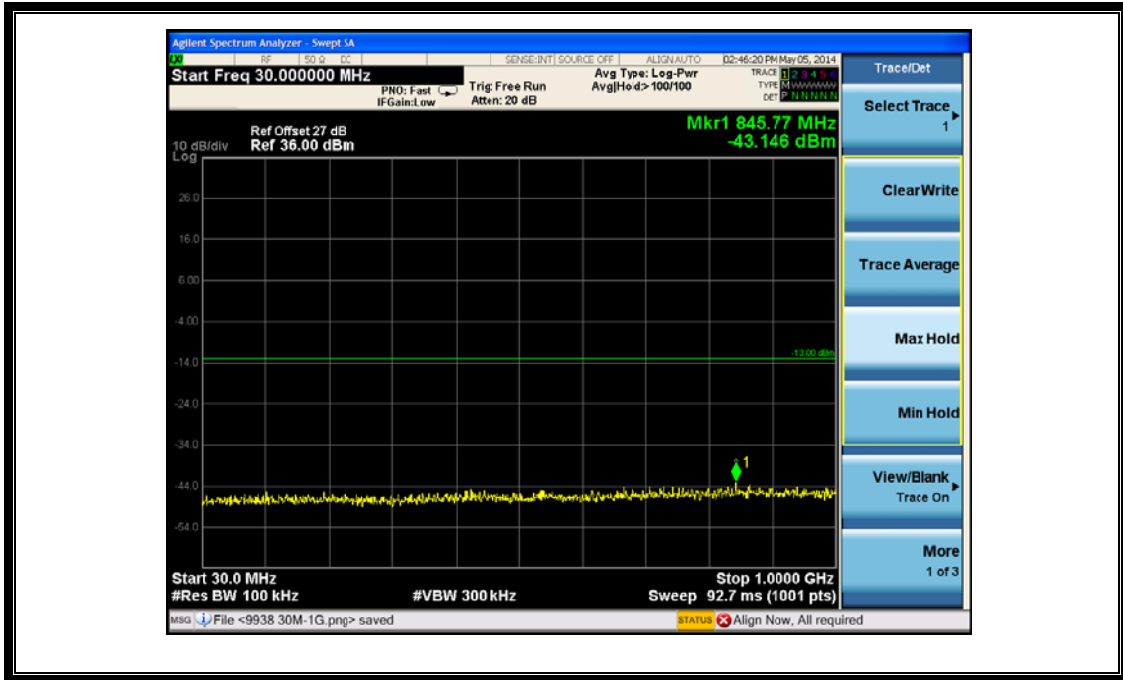 Agilent Spectrum Analyzer - Swept SA
LXI RF 50 Ω DC SENSE:INT SOURCE OFF ALIGNAUTO 02:46:20 PM May 05, 2014
Start Freq 30.000000 MHz
PNO: Fast
IFGain:Low
Trig: Free Run
Atten: 20 dB
Avg Type: Log-Pwr
Avg|Hold:> 100/100
TRACE 1 2 3 4 5 6
TYPE M
DET P N N N N N
Ref Offset 27 dB
Ref 36.00 dBm
10 dB/div
Log
Mkr1 845.77 MHz
-43.146 dBm
26.0
16.0
6.00
-4.00
-13.00 dBm
-14.0
-24.0
-34.0
1
-44.0
-54.0
Start 30.0 MHz
#Res BW 100 kHz
#VBW 300 kHz
Stop 1.0000 GHz
Sweep 92.7 ms (1001 pts)
MSG File <9938 30M-1G.png> saved
STATUS Align Now, All required
Trace/Det
Select Trace
1
Clear Write
Trace Average
Max Hold
Min Hold
View/Blank
Trace On
More
1 of 3